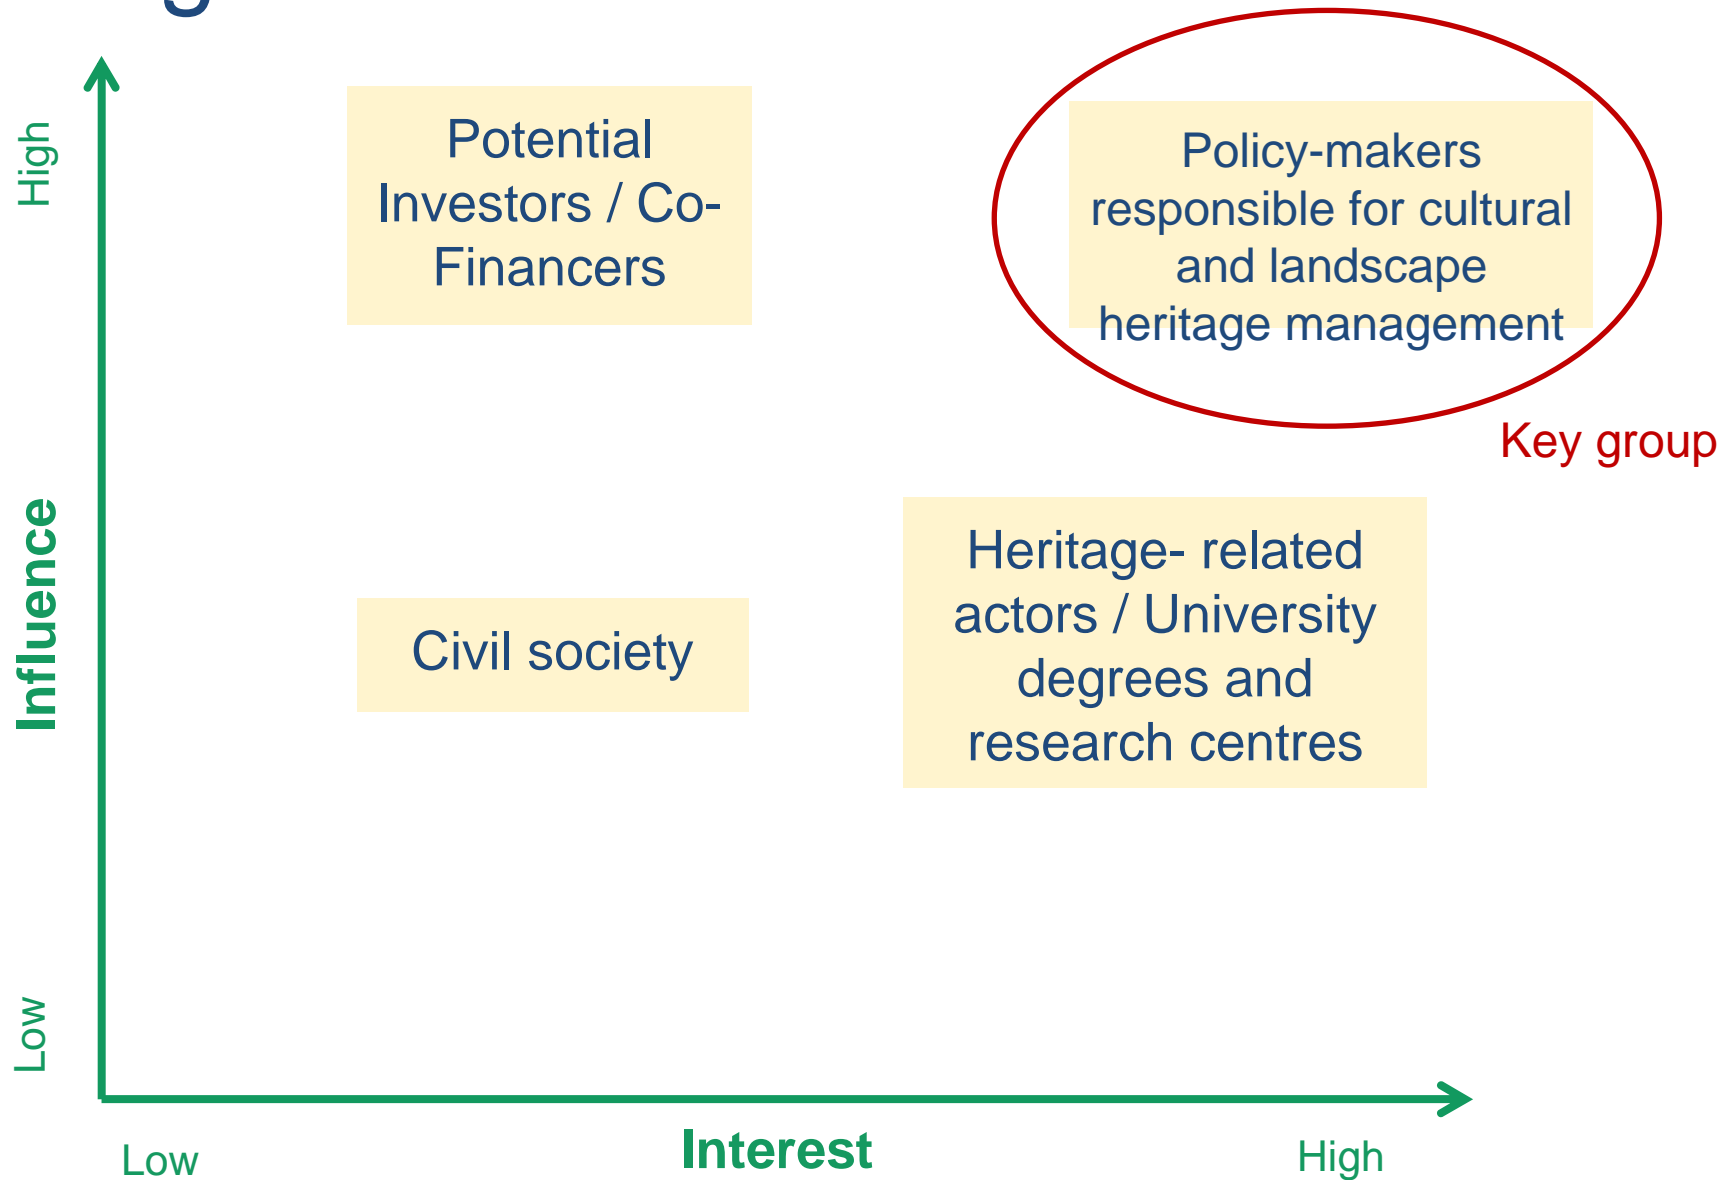 High
Potential
Investors / Co-
Financers
Policy-makers
responsible for cultural
and landscape
heritage management
Key group
Influence
Civil society
Heritage- related
actors / University
degrees and
research centres
Low
Low
Interest
High